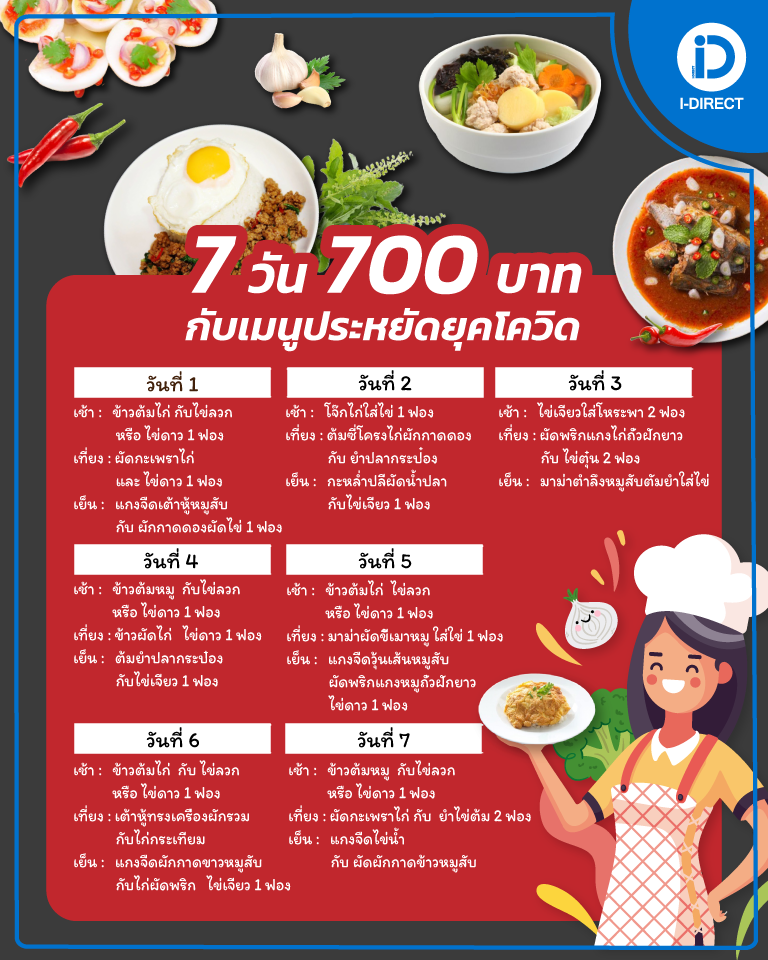 I-DIRECT
7 วัน 700 บาท
กับเมนูประหยัดยุคโควิด
วันที่ 1
เช้า : ข้าวต้มไก่ กับไข่ลวก
หรือ ไข่ดาว 1 ฟอง
เที่ยง : ผัดกะเพราไก่
และ ไข่ดาว 1 ฟอง
เย็น : แกงจืดเต้าหู้หมูสับ
กับ ผักกาดดองผัดไข่ 1 ฟอง
วันที่ 2
เช้า : โจ๊กไก่ใส่ไข่ 1 ฟอง
เที่ยง : ต้มซี่โครงไก่ผักกาดดอง
กับ ยำปลากระป๋อง
เย็น : กะหล่ำปลีผัดน้ำปลา
กับไข่เจียว 1 ฟอง
วันที่ 3
เช้า : ไข่เจียวใส่โหระพา 2 ฟอง
เที่ยง : ผัดพริกแกงไก่ถั่วฝักยาว
กับ ไข่ตุ๋น 2 ฟอง
เย็น : มาม่าตำลึงหมูสับต้มยำใส่ไข่
วันที่ 4
เช้า : ข้าวต้มหมู กับไข่ลวก
หรือ ไข่ดาว 1 ฟอง
เที่ยง : ข้าวผัดไก่ ไข่ดาว 1 ฟอง
เย็น : ต้มยำปลากระป๋อง
กับไข่เจียว 1 ฟอง
วันที่ 5
เช้า : ข้าวต้มไก่ ไข่ลวก
หรือ ไข่ดาว 1 ฟอง
เที่ยง : มาม่าผัดขี้เมาหมู ใส่ไข่ 1 ฟอง
เย็น : แกงจืดวุ้นเส้นหมูสับ
ผัดพริกแกงหมูถั่วฝักยาว
ไข่ดาว 1 ฟอง
วันที่ 6
เช้า : ข้าวต้มไก่ กับ ไข่ลวก
หรือ ไข่ดาว 1 ฟอง
เที่ยง : เต้าหู้ทรงเครื่องผักรวม
กับไก่กระเทียม
เย็น : แกงจืดผักกาดขาวหมูสับ
กับไก่ผัดพริก ไข่เจียว 1 ฟอง
วันที่ 7
เช้า : ข้าวต้มหมู กับไข่ลวก
หรือ ไข่ดาว 1 ฟอง
เที่ยง : ผัดกะเพราไก่ กับ ยำไข่ต้ม 2 ฟอง
เย็น : แกงจืดไข่น้ำ
กับ ผัดผักกาดข้าวหมูสับ